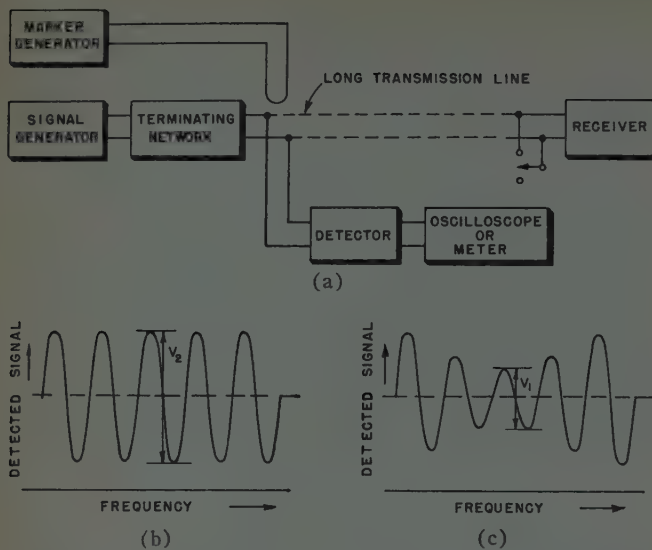 MARKER
GENERATOR
LONG TRANSMISSION LINE
SIGNAL
GENERATOR
TERMINATING
NETWORK
RECEIVER
DETECTOR
OSCILLOSCOPE
OR
METER
(a)
DETECTED SIGNAL
V2
FREQUENCY
(b)
DETECTED SIGNAL
V1
FREQUENCY
(c)